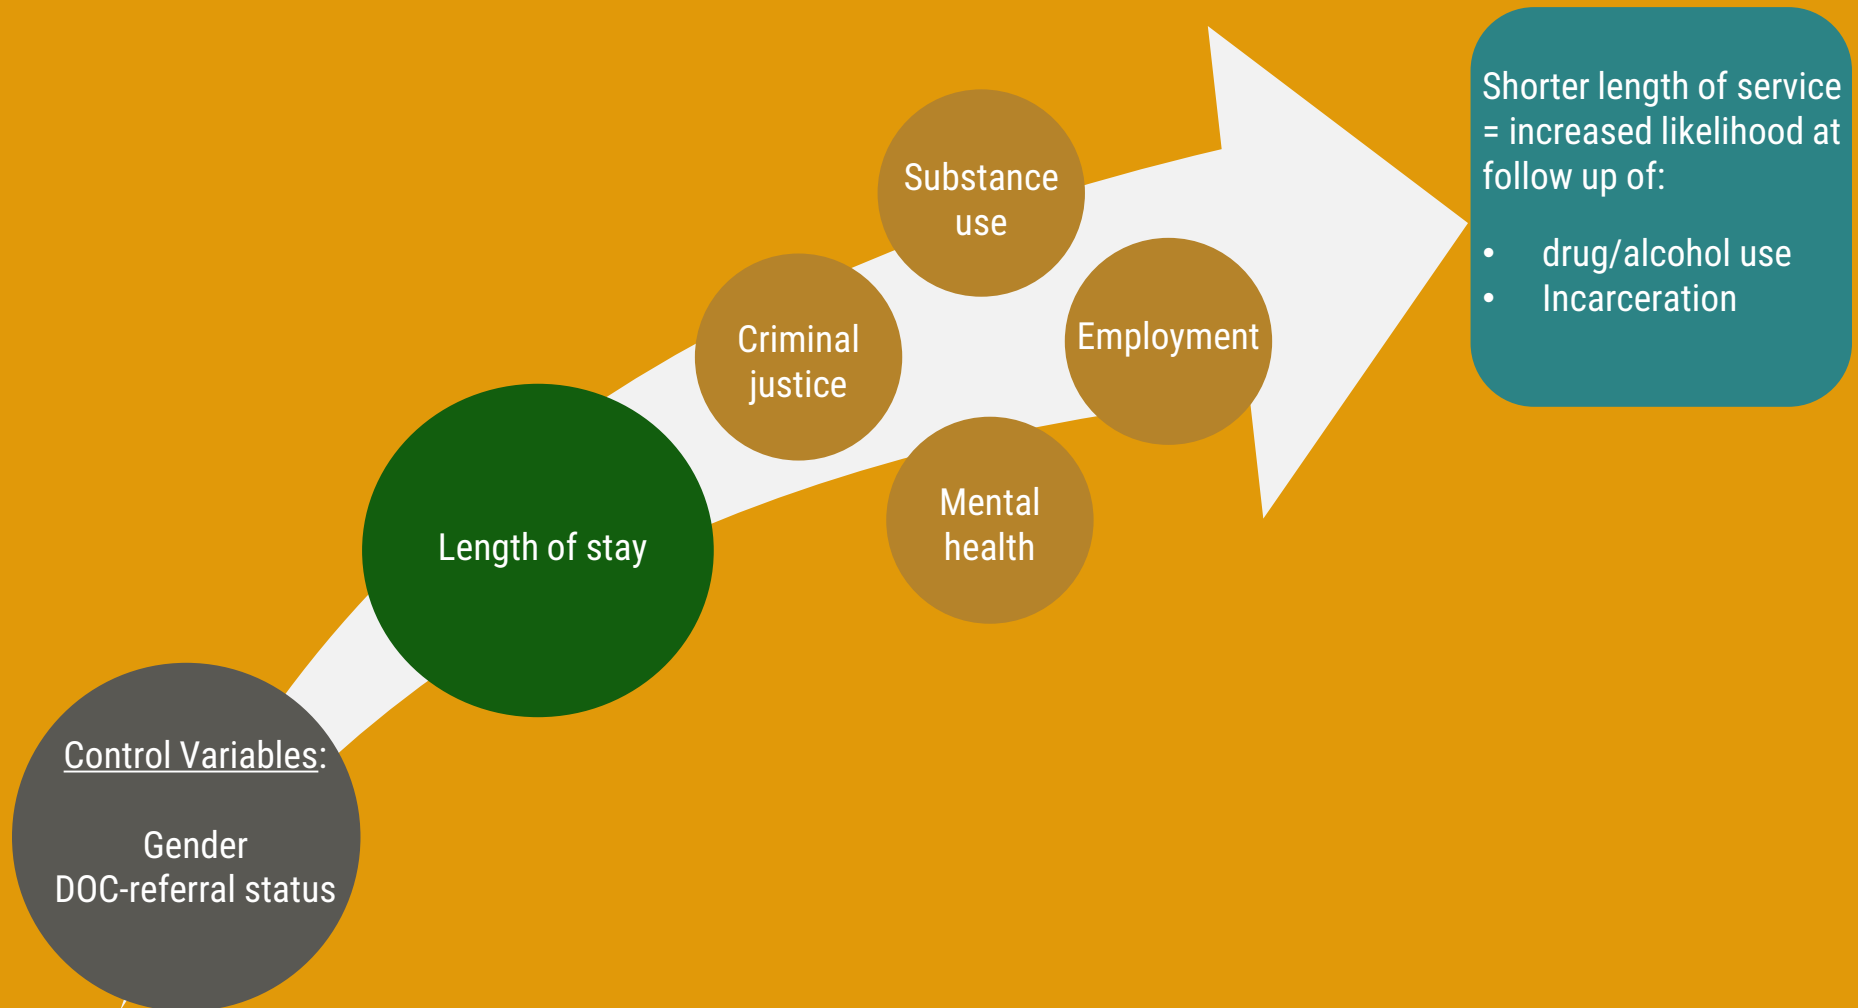 Shorter length of service
= increased likelihood at
follow up of:
• drug/alcohol use
• Incarceration
Substance
use
Criminal
justice
Employment
Mental
health
Length of stay
Control Variables:
Gender
DOC-referral status